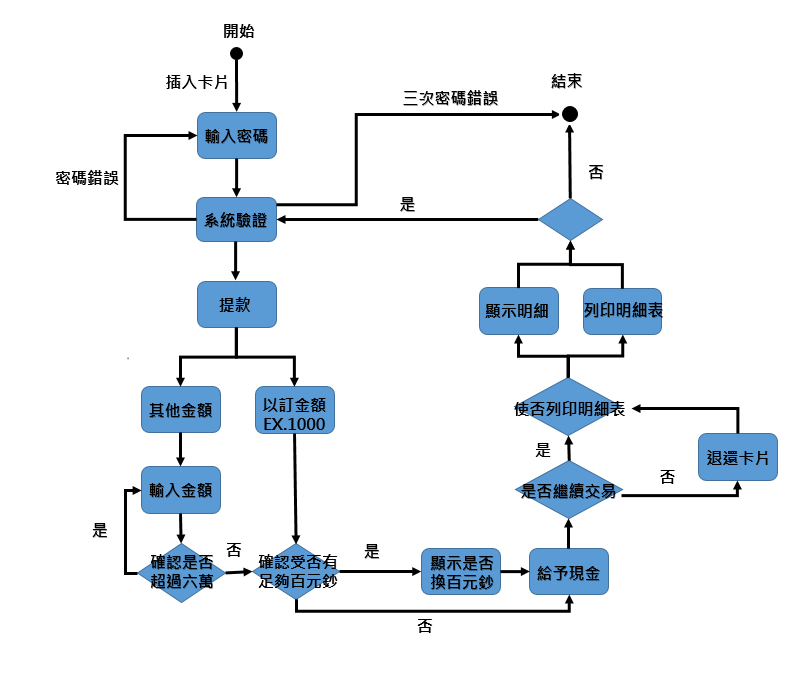 開始
插入卡片
結束
三次密碼錯誤
輸入密碼
密碼錯誤
否
是
系統驗證
提款
顯示明細
列印明細表
其他金額
以訂金額
EX.1000
使否列印明細表
是
退還卡片
輸入金額
是否繼續交易
否
是
否
是
確認是否
超過六萬
確認受否有
足夠百元鈔
顯示是否
換百元鈔
給予現金
否